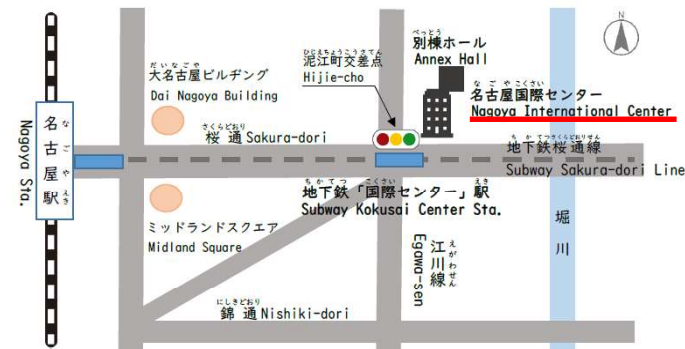 N
べっとう
別棟ホール
Annex Hall
ひじえちょうこうさてん
泥江町交差点
Hijie-cho
だいなごや
大名古屋ビルヂング
Dai Nagoya Building
なごやこくさい
名古屋国際センター
Nagoya International Center
さくらどおり
桜通 Sakura-dori
ちかてつさくらどおりせん
地下鉄桜通線
Subway Sakura-dori Line
なごやえき
名古屋駅
Nagoya Sta.
ちかてつ こくさい えき
地下鉄「国際センター」駅
Subway Kokusai Center Sta.
ミッドランドスクエア
Midland Square
えがわせん
江川線
Egawa-sen
堀川
にしきどおり
錦通 Nishiki-dori